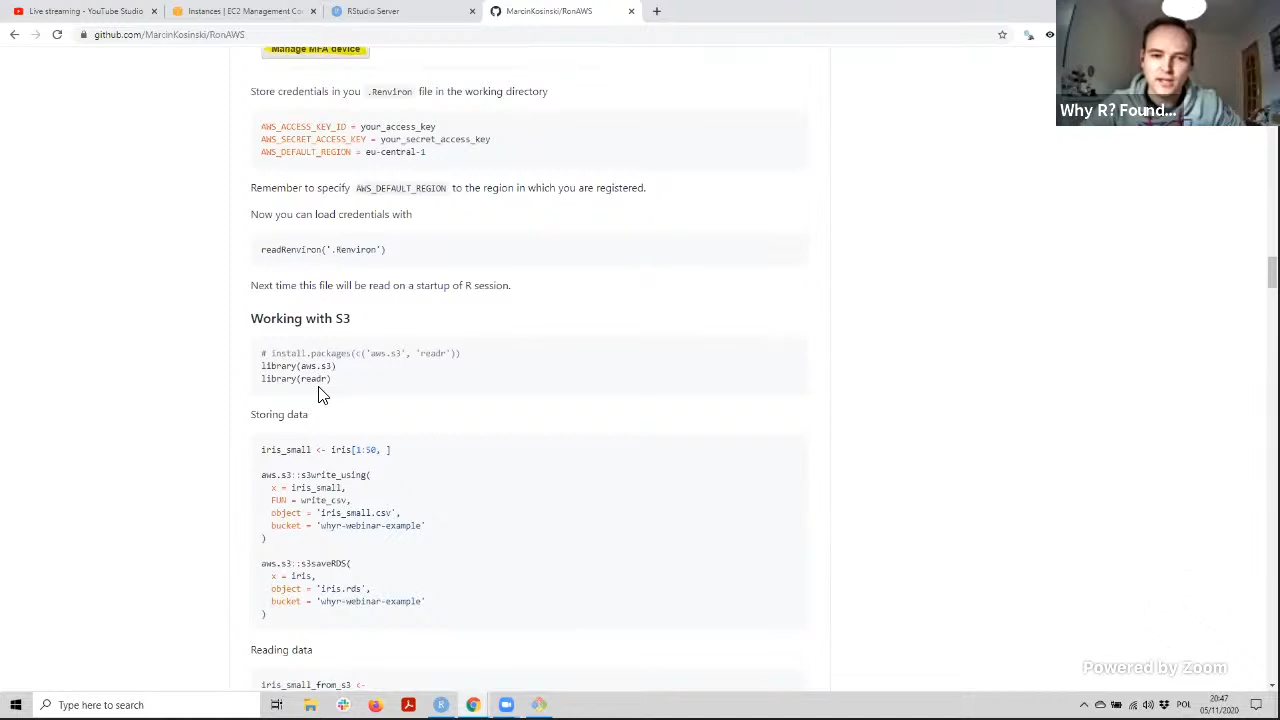 Live streaming - YouTube Studio
Instances | EC2 Management Co
RStudio Server
MarcinKosinski/RonAWS
github.com/MarcinKosinski/RonAWS
Manage MFA device
Why R? Found...
Store credentials in you .Renviron file in the working directory
AWS_ACCESS_KEY_ID = your_access_key
AWS_SECRET_ACCESS_KEY = your_secret_access_key
AWS_DEFAULT_REGION = eu-central-1
Remember to specify AWS_DEFAULT_REGION to the region in which you are registered.
Now you can load credentials with
readRenviron('.Renviron')
Next time this file will be read on a startup of R session.
Working with S3
# install.packages(c('aws.s3', 'readr'))
library(aws.s3)
library(readr)
Storing data
iris_small <- iris[1:50, ]
aws.s3::s3write_using(
x = iris_small,
FUN = write_csv,
object = 'iris_small.csv',
bucket = 'whyr-webinar-example'
)
aws.s3::s3saveRDS(
x = iris,
object = 'iris.rds',
bucket = 'whyr-webinar-example'
)
Reading data
iris_small_from_s3 <-
Powered by Zoom
Type here to search
POL
20:47
05/11/2020